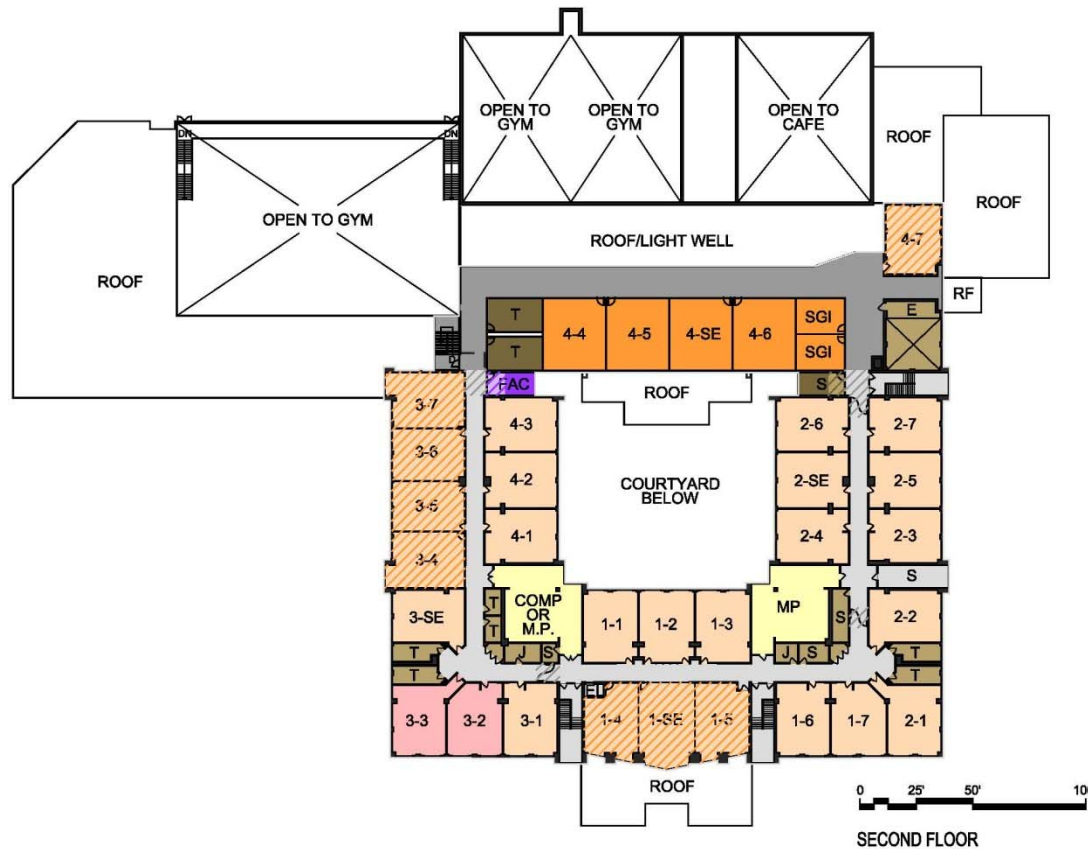 OPEN TO
GYM
OPEN TO
GYM
OPEN TO
CAFE
ROOF
DN
DN
OPEN TO GYM
ROOF
ROOF
ROOF/LIGHT WELL
4-7
RF
T
T
4-4
4-5
4-SE
4-6
SGI
SGI
E
FAC
ROOF
S
3-7
3-6
3-5
3-4
4-3
4-2
4-1
COURTYARD
BELOW
2-6
2-SE
2-4
2-7
2-5
2-3
S
3-SE
T
T
COMP
OR
M.P.
1-1
1-2
1-3
MP
S
2-2
T
T
J
S
J
S
T
T
3-3
3-2
3-1
1-4
1-SE
1-5
1-6
1-7
2-1
ROOF
0 25' 50' 10
SECOND FLOOR